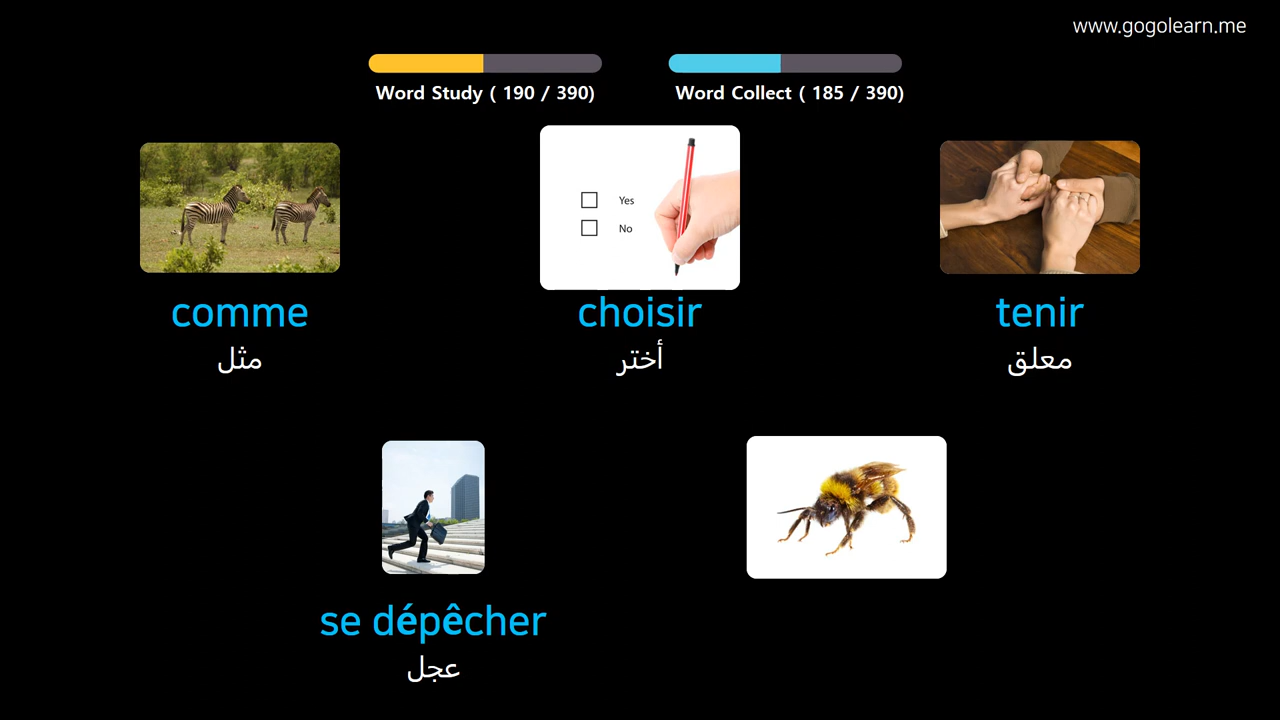 www.gogolearn.me
Word Study ( 190 / 390)
Word Collect ( 185 / 390)
Yes
No
comme
choisir
tenir
مثل
أختر
معلق
se dépêcher
عجل